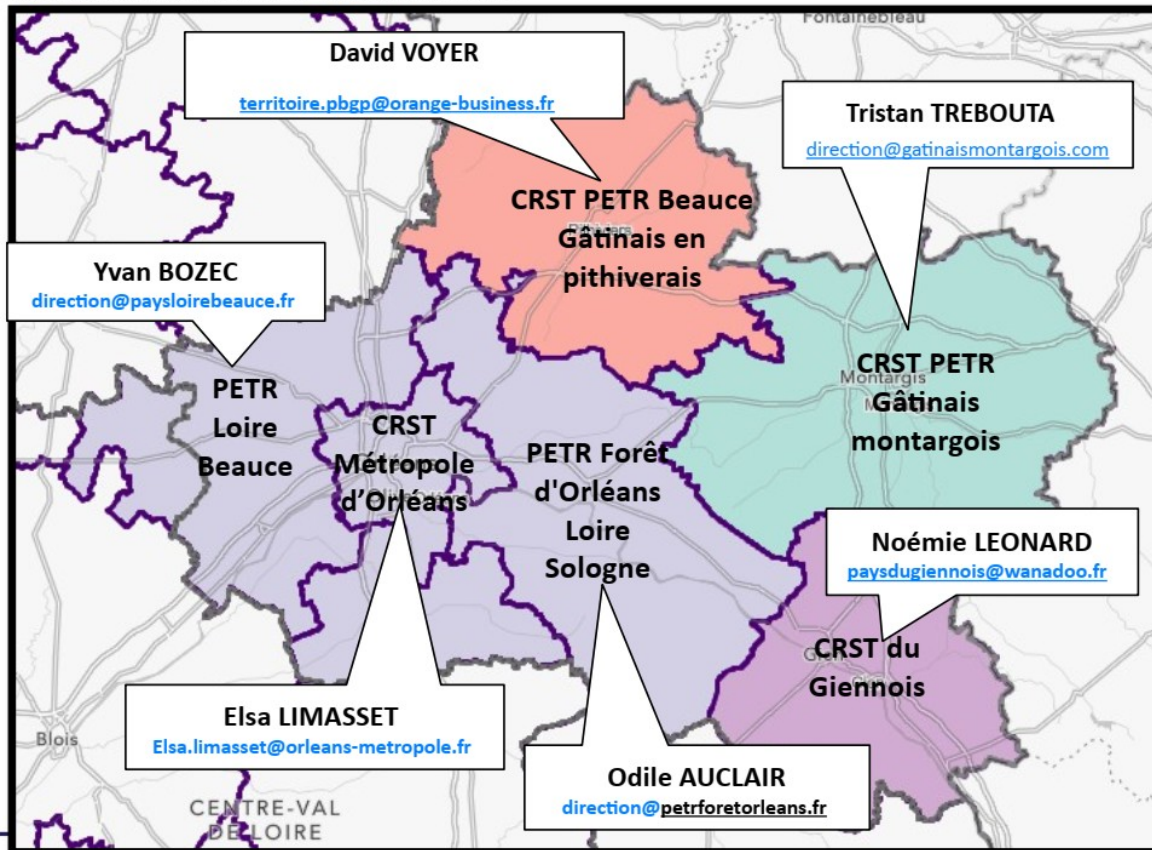 Fontainebleau
David VOYER
territoire.pbgp@orange-business.fr
Tristan TREBOUTA
direction@gatinaismontargois.com
CRST PETR Beauce
Gâtinais en
pithiverais
Yvan BOZEC
direction@paysloirebeauce.fr
PETR
Loire
Beauce
CRST
Métropole
d’Orléans
PETR Forêt
d'Orléans
Loire
Sologne
Montargis
CRST PETR
Gâtinais
montargois
Noémie LEONARD
paysdugiennois@wanadoo.fr
Gien
CRST du
Giennois
Elsa LIMASSET
Elsa.limasset@orleans-metropole.fr
Odile AUCLAIR
direction@petrforetorleans.fr
Blois
CENTRE-VAL
DE LOIRE